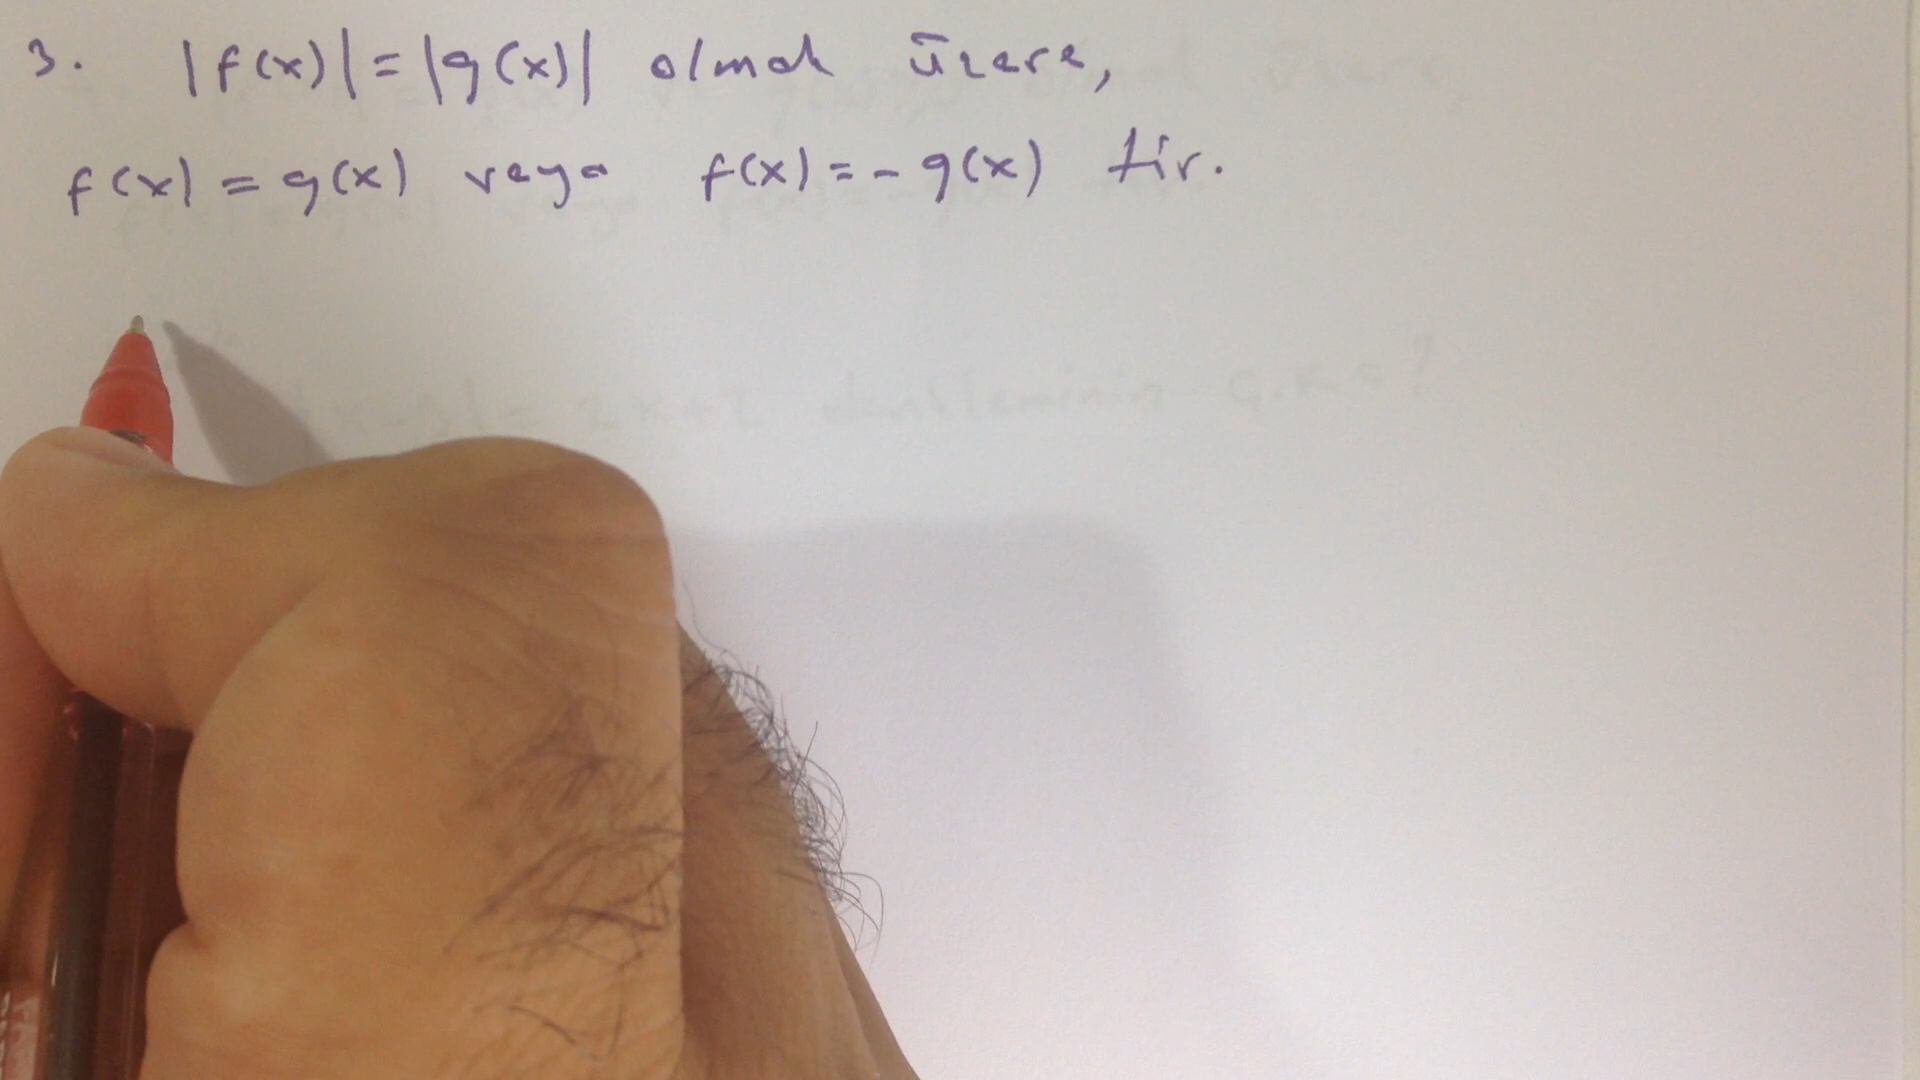 3. |f(x)| = |g(x)| olmak üzere,
f(x) = g(x) veya f(x) = - g(x) tir.